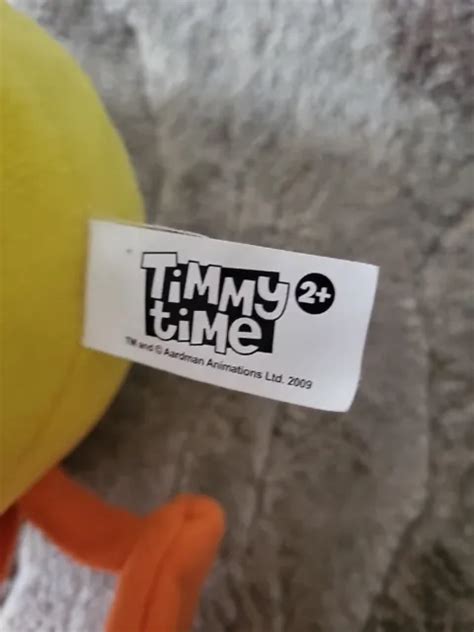 TiMMy 2+
tiMe
TM and © Aardman Animations Ltd. 2009